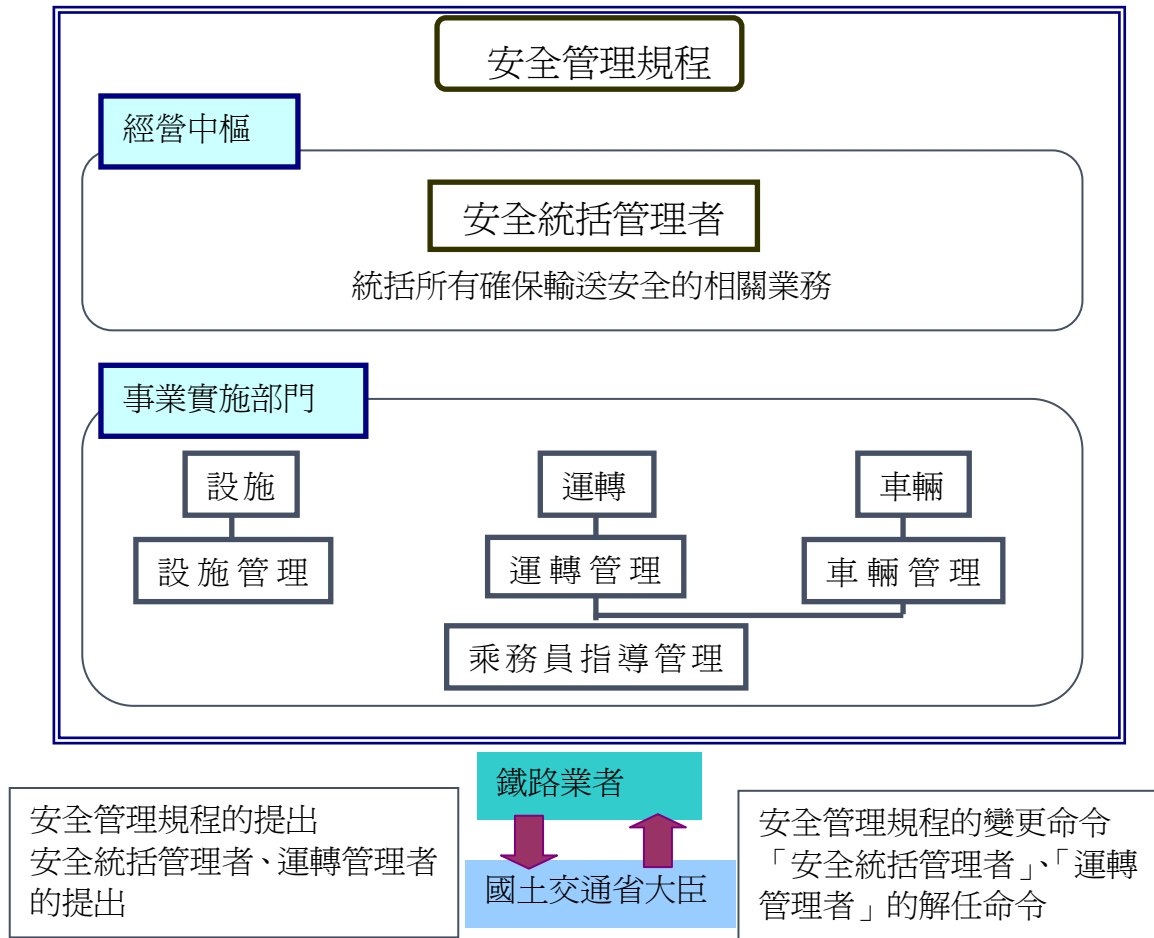 安全管理規程
經營中樞
安全統括管理者
統括所有確保輸送安全的相關業務
事業實施部門
設施
運轉
車輛
設施管理
運轉管理
車輛管理
乘務員指導管理
鐵路業者
安全管理規程的提出
安全統括管理者、運轉管理者
的提出
國土交通省大臣
安全管理規程的變更命令
「安全統括管理者」、「運轉
管理者」的解任命令